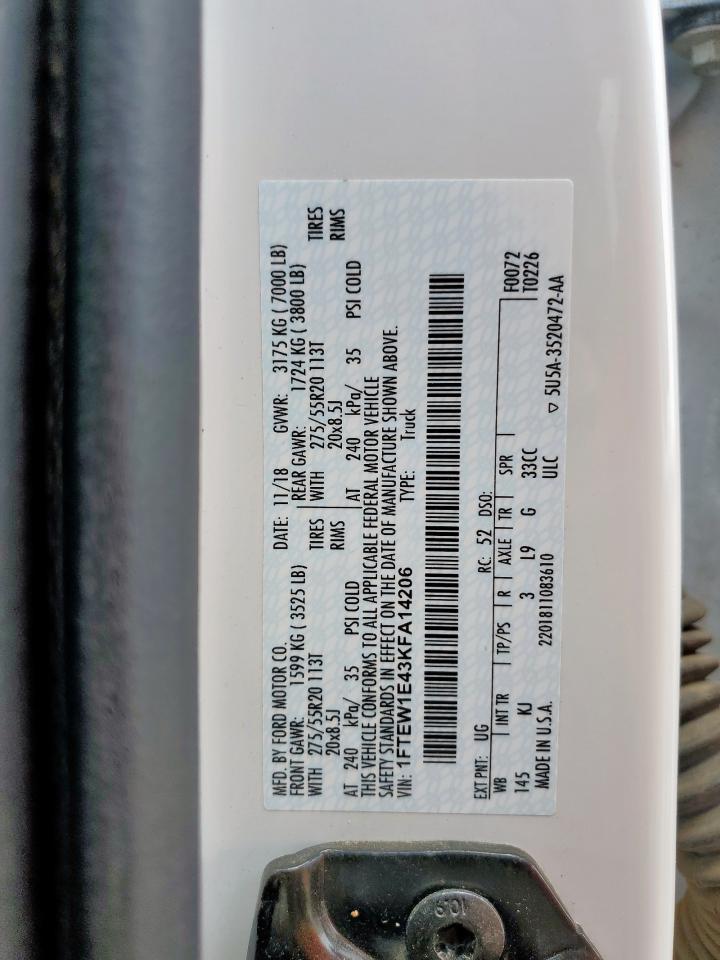 MFD. BY FORD MOTOR CO.
DATE: 11/18 GVWR: 3175 KG ( 7000 LB)
FRONT GAWR: 1599 KG ( 3525 LB) REAR GAWR: 1724 KG ( 3800 LB)
WITH 275/55R20 113T TIRES WITH 275/55R20 113T TIRES
20x8.5J RIMS 20x8.5J RIMS
AT 240 kPa/ 35 PSI COLD AT 240 kPa/ 35 PSI COLD
THIS VEHICLE CONFORMS TO ALL APPLICABLE FEDERAL MOTOR VEHICLE
SAFETY STANDARDS IN EFFECT ON THE DATE OF MANUFACTURE SHOWN ABOVE.
VIN: 1FTEW1E43KFA14206 TYPE: Truck
EXT PNT: UG RC: 52 DSO: F0072
WB INT TR TP/PS R AXLE TR SPR T0226
145 KJ 3 L9 G 33CC
MADE IN U.S.A. 2201811083610 ULC
▽ 5U5A-3520472-AA
10.9